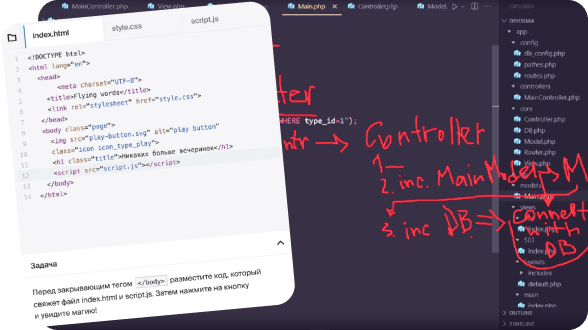 MainController.php
View.php
Main.php
Controller.php
Model.
index.html
style.css
script.js
1 <!DOCTYPE html>
2 <html lang="en">
3 <head>
4 <meta charset="UTF-8">
5 <title>Flying words</title>
6 <link rel="stylesheet" href="style.css">
7 </head>
8 <body class="page">
9 <img src="play-button.svg" alt="play button"
10 class="icon icon_type_play">
11 <h1 class="title">Никаких больше вечеринок</h1>
12 <script src="script.js"></script>
13 </body>
14 </html>
Задача
Перед закрывающим тегом </body> разместите код, который
свяжет файл index.html и script.js. Затем нажмите на кнопку
и увидите магию!
type_id=1");
Controller
1
2. inc. MainModel M
3. inc DB => Connect
with
DB
DIVISIMA
app
config
db_config.php
pathes.php
routes.php
controllers
MainController.php
core
Controller.php
DB.php
Model.php
Router.php
View.php
models
Main.php
views
index.php
503
index.php
layouts
includes
default.php
main
index.php
OUTLINE
TIMELINE